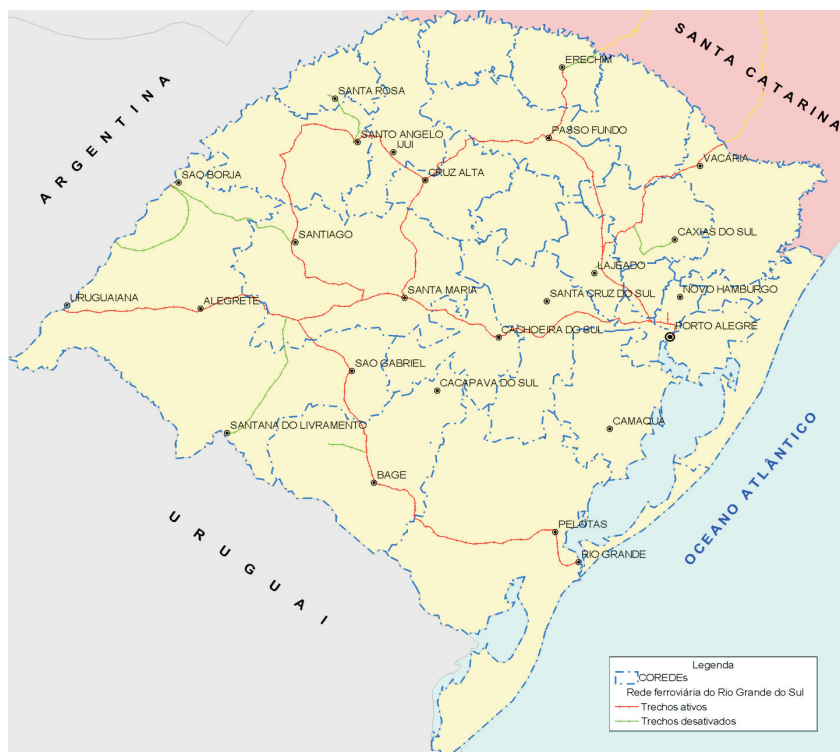 SANTA CATARINA
ARGENTINA
ERECHIM
SANTA ROSA
SANTO ANGELO
IJUI
PASSO FUNDO
VACARIA
CRUZ ALTA
SAO BORJA
CAXIAS DO SUL
SANTIAGO
LAJEADO
SANTA MARIA
SANTA CRUZ DO SUL
NOVO HAMBURGO
URUGUAIANA
ALEGRETE
CACHOEIRA DO SUL
PORTO ALEGRE
SAO GABRIEL
CACAPAVA DO SUL
SANTANA DO LIVRAMENTO
CAMAQUA
OCEANO ATLÂNTICO
BAGE
URUGUAI
PELOTAS
RIO GRANDE
Legenda
COREDEs
Rede ferroviária do Rio Grande do Sul
Trechos ativos
Trechos desativados